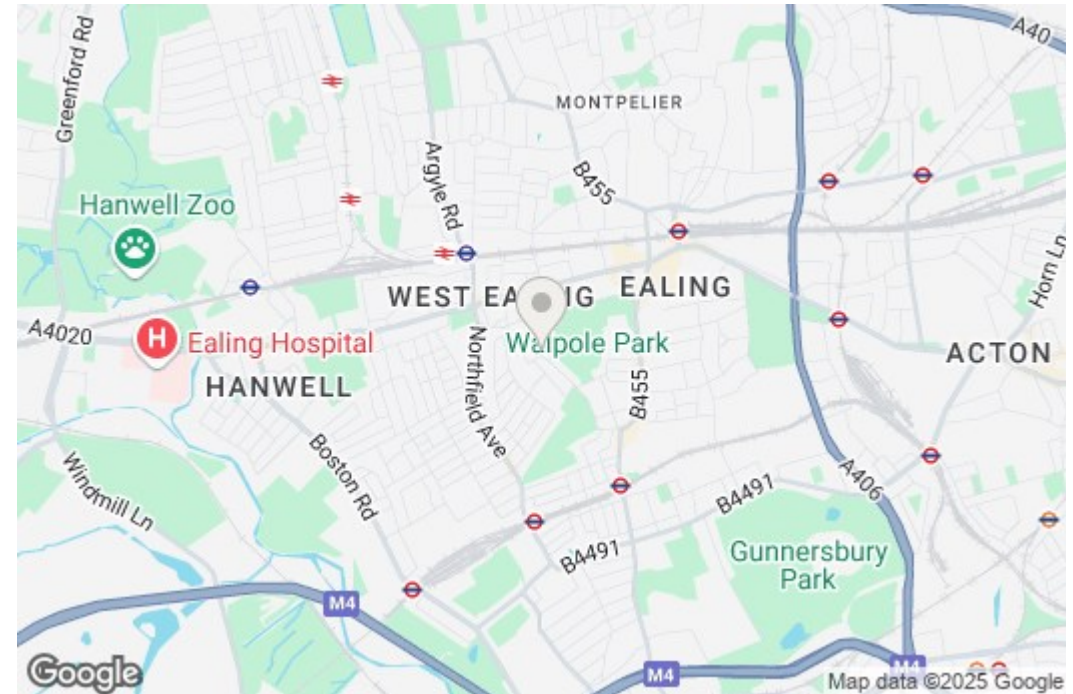 Greenford Rd
A40
MONTPELIER
Argyle Rd
B455
Hanwell Zoo
Horn Ln
WEST EALING
EALING
A4020
H
Ealing Hospital
Walpole Park
ACTON
HANWELL
Northfield Ave
B455
Boston Rd
Windmill Ln
B4491
A406
B4491
Gunnersbury
Park
M4
M4
M4
Google
Map data ©2025 Google